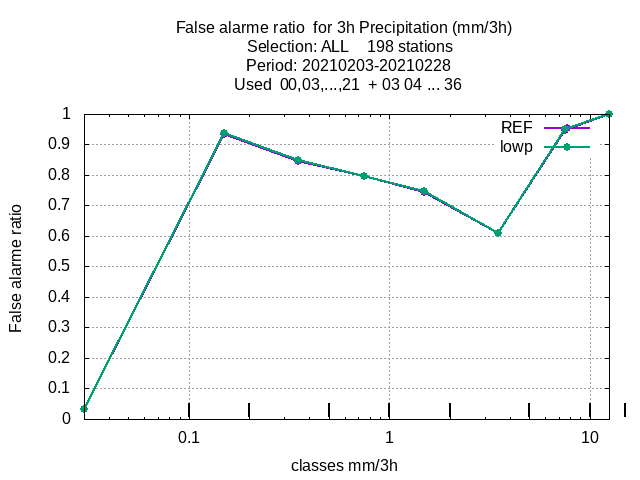 False alarme ratio  for 3h Precipitation (mm/3h)
Selection: ALL    198 stations
Period: 20210203-20210228
Used  00,03,...,21  + 03 04 ... 36
1
0.9
0.8
0.7
0.6
0.5
0.4
0.3
0.2
0.1
0
False alarme ratio
REF
lowp
0.1 1 10
classes mm/3h